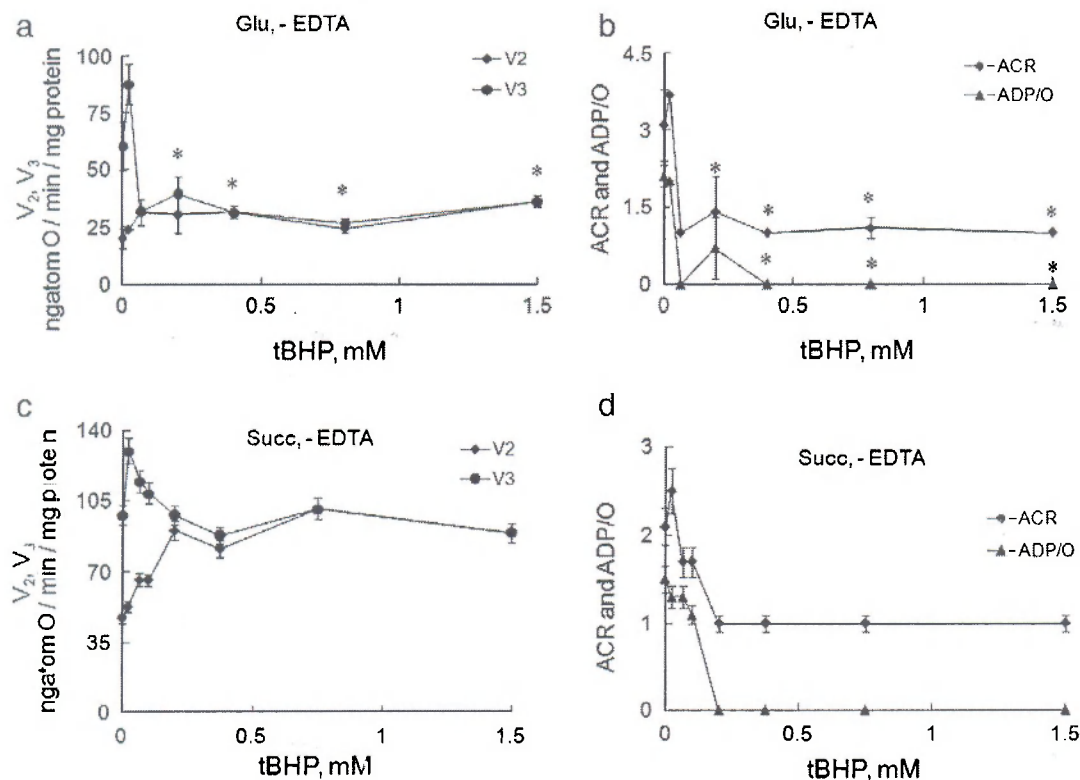 a
Glu, - EDTA
V2
V3
100
75
50
25
0
V2, V3
ngatom O / min / mg protein
* * * *
0 0.5 1 1.5
tBHP, mM
b
Glu, - EDTA
-ACR
-ADP/O
4.5
3
1.5
0
ACR and ADP/O
* * * *
* * *
0 0.5 1 1.5
tBHP, mM
c
Succ, - EDTA
V2
V3
140
105
70
35
0
V2, V3
ngatom O / min / mg protein
0 0.5 1 1.5
tBHP, mM
d
Succ, - EDTA
-ACR
-ADP/O
3
2
1
0
ACR and ADP/O
0 0.5 1 1.5
tBHP, mM